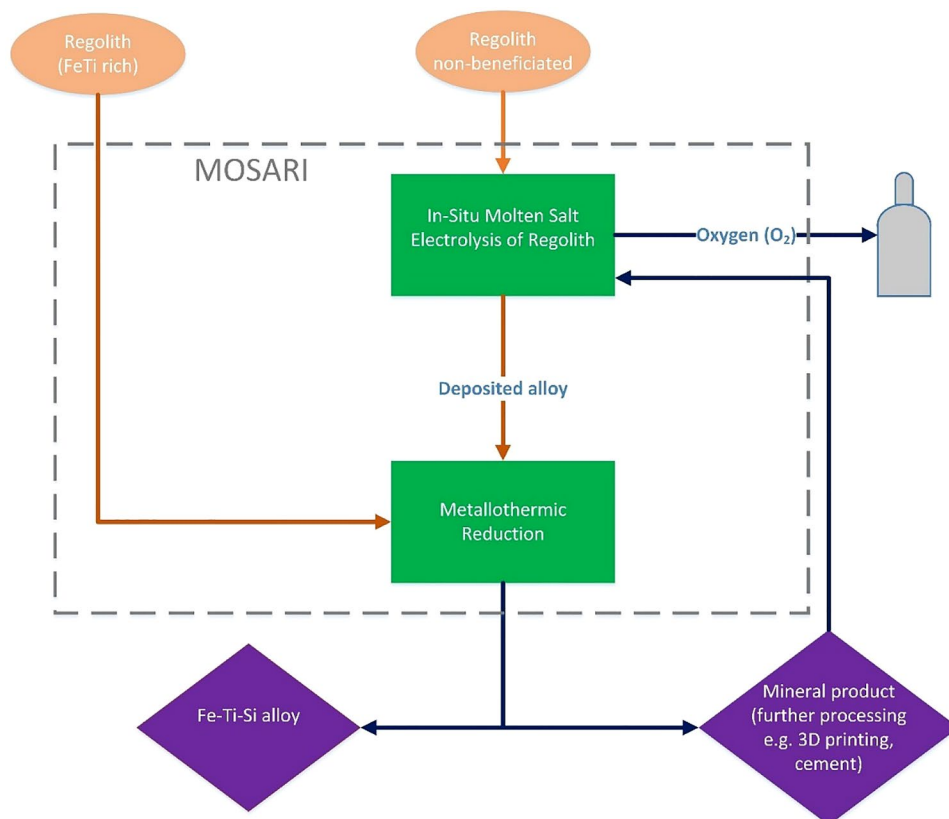 Regolith
(FeTi rich)
Regolith
non-beneficiated
MOSARI
In-Situ Molten Salt
Electrolysis of Regolith
Oxygen (O₂)
Deposited alloy
Metallothermic
Reduction
Fe-Ti-Si alloy
Mineral product
(further processing
e.g. 3D printing,
cement)